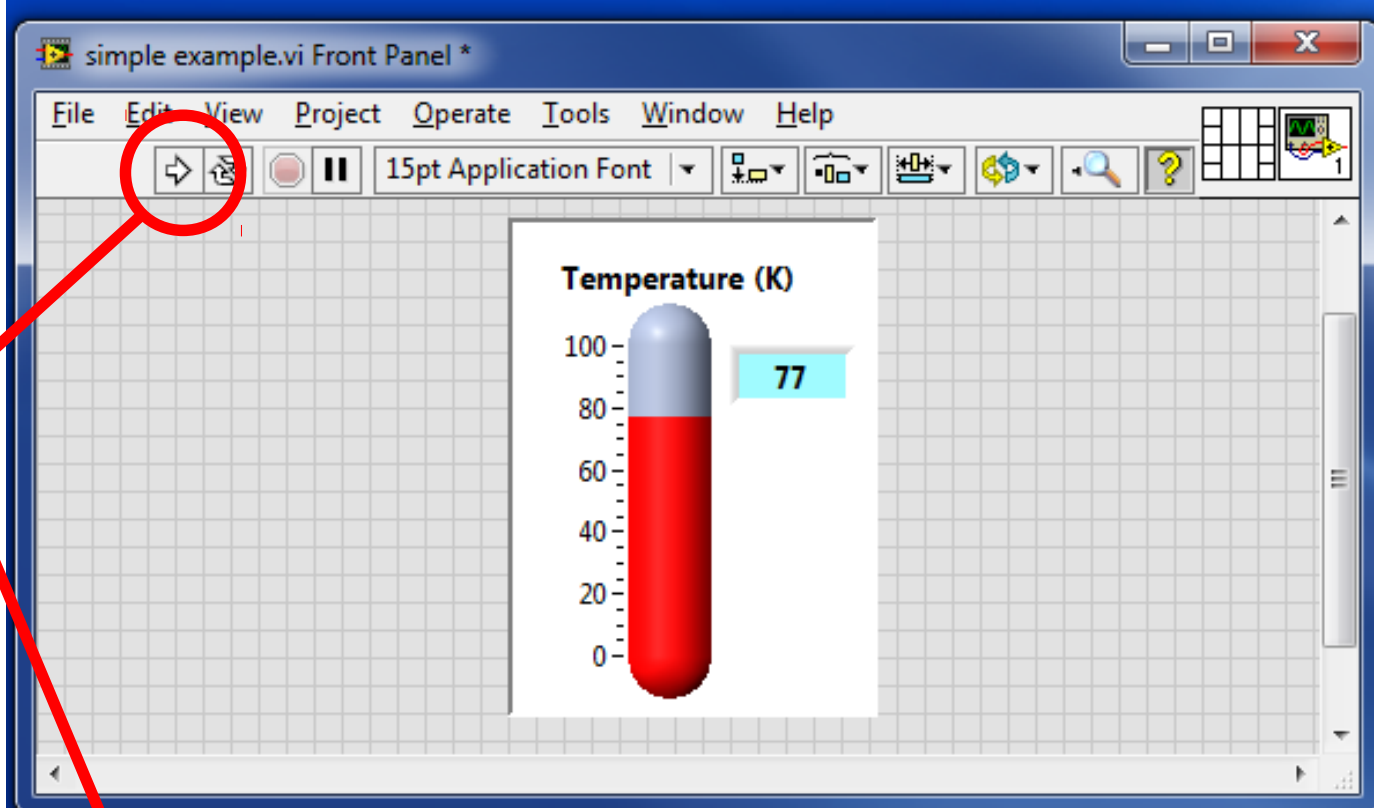 simple example.vi Front Panel *
File Edit View Project Operate Tools Window Help
15pt Application Font
1
Temperature (K)
100
77
80
60
40
20
0